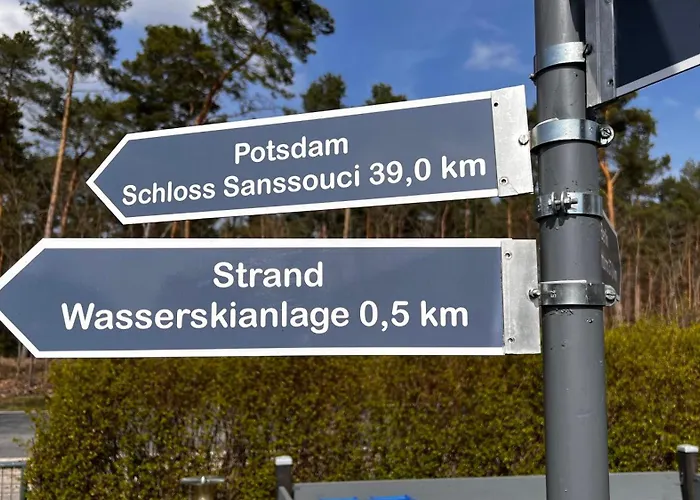 Potsdam
Schloss Sanssouci 39,0 km
Strand
Wasserskianlage 0,5 km